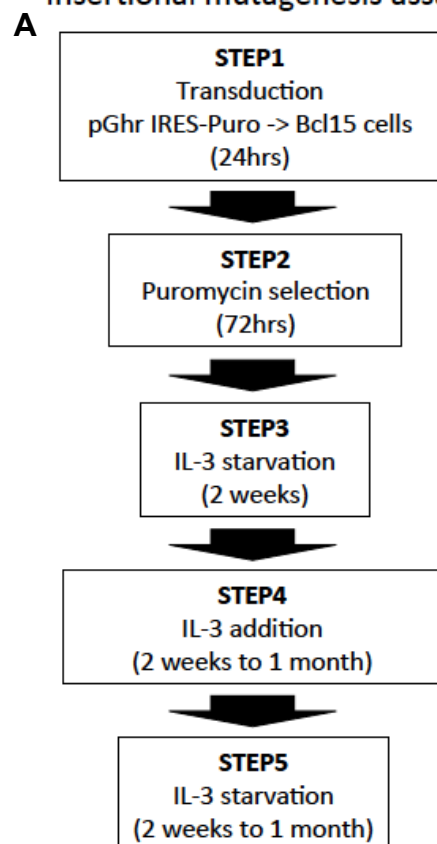 A
STEP1
Transduction
pGhr IRES-Puro -> Bcl15 cells
(24hrs)
STEP2
Puromycin selection
(72hrs)
STEP3
IL-3 starvation
(2 weeks)
STEP4
IL-3 addition
(2 weeks to 1 month)
STEP5
IL-3 starvation
(2 weeks to 1 month)